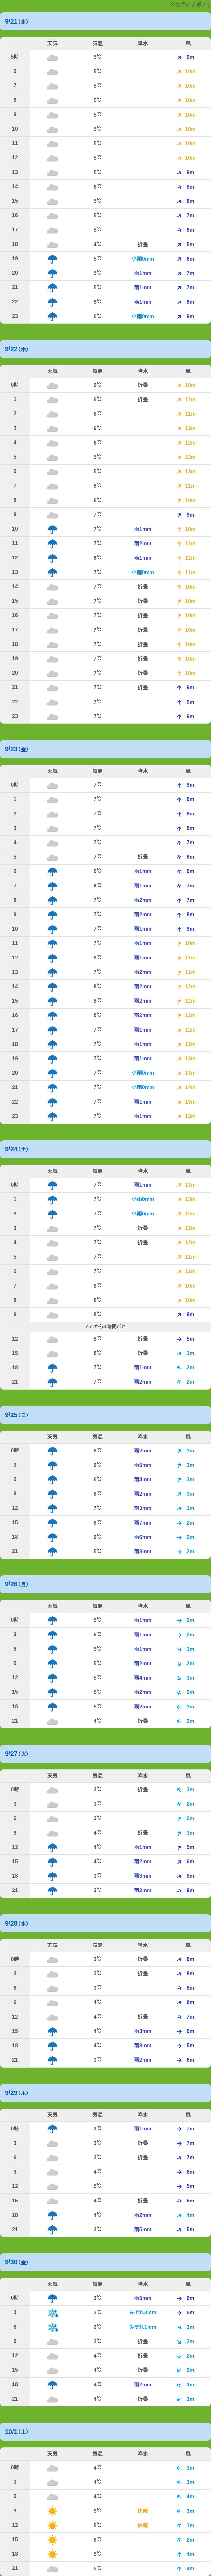 9/21(水)
天気 気温 降水 風
5時 5℃ 9m
6 5℃ 10m
7 5℃ 10m
8 5℃ 10m
9 5℃ 10m
10 5℃ 10m
11 5℃ 10m
12 5℃ 10m
13 5℃ 9m
14 6℃ 8m
15 5℃ 8m
16 5℃ 7m
17 5℃ 6m
18 4℃ 折畳 5m
19 5℃ 小雨0mm 6m
20 5℃ 雨1mm 7m
21 5℃ 雨1mm 7m
22 5℃ 雨1mm 8m
23 6℃ 小雨0mm 9m
9/22(木)
天気 気温 降水 風
0時 6℃ 折畳 10m
1 6℃ 折畳 11m
2 6℃ 11m
3 6℃ 12m
4 6℃ 12m
5 5℃ 13m
6 5℃ 12m
7 6℃ 11m
8 6℃ 10m
9 7℃ 9m
10 7℃ 雨1mm 10m
11 7℃ 雨2mm 11m
12 6℃ 雨1mm 12m
13 7℃ 小雨0mm 11m
14 7℃ 折畳 10m
15 7℃ 折畳 10m
16 7℃ 折畳 10m
17 7℃ 折畳 10m
18 7℃ 折畳 10m
19 7℃ 折畳 10m
20 7℃ 折畳 10m
21 7℃ 折畳 9m
22 7℃ 9m
23 7℃ 9m
9/23(金)
天気 気温 降水 風
0時 7℃ 9m
1 7℃ 8m
2 7℃ 8m
3 7℃ 8m
4 7℃ 7m
5 7℃ 折畳 6m
6 6℃ 雨1mm 6m
7 6℃ 雨1mm 7m
8 7℃ 雨2mm 7m
9 7℃ 雨2mm 8m
10 7℃ 雨1mm 9m
11 7℃ 雨1mm 10m
12 8℃ 雨1mm 11m
13 7℃ 雨2mm 11m
14 8℃ 雨2mm 12m
15 8℃ 雨2mm 12m
16 8℃ 雨2mm 12m
17 7℃ 雨1mm 12m
18 7℃ 雨1mm 12m
19 7℃ 雨1mm 13m
20 7℃ 小雨0mm 13m
21 7℃ 小雨0mm 14m
22 7℃ 雨1mm 13m
23 7℃ 雨1mm 13m
9/24(土)
天気 気温 降水 風
0時 7℃ 雨1mm 13m
1 7℃ 小雨0mm 13m
2 7℃ 小雨0mm 12m
3 7℃ 折畳 12m
4 7℃ 折畳 12m
5 7℃ 11m
6 7℃ 11m
7 8℃ 10m
8 8℃ 10m
9 8℃ 9m
ここから3時間ごと
12 8℃ 折畳 5m
15 8℃ 折畳 1m
18 7℃ 雨1mm 2m
21 7℃ 雨2mm 2m
9/25(日)
天気 気温 降水 風
0時 6℃ 雨2mm 3m
3 6℃ 雨5mm 3m
6 6℃ 雨4mm 3m
9 6℃ 雨2mm 3m
12 7℃ 雨3mm 3m
15 6℃ 雨7mm 2m
18 6℃ 雨6mm 2m
21 5℃ 雨3mm 2m
9/26(月)
天気 気温 降水 風
0時 5℃ 雨1mm 2m
3 5℃ 雨1mm 2m
6 5℃ 雨1mm 1m
9 5℃ 雨2mm 2m
12 5℃ 雨4mm 3m
15 5℃ 雨2mm 2m
18 5℃ 雨2mm 3m
21 4℃ 折畳 2m
9/27(火)
天気 気温 降水 風
0時 3℃ 折畳 3m
3 3℃ 2m
6 3℃ 2m
9 4℃ 折畳 3m
12 4℃ 雨1mm 5m
15 4℃ 雨2mm 6m
18 3℃ 雨3mm 8m
21 3℃ 雨2mm 8m
9/28(水)
天気 気温 降水 風
0時 3℃ 折畳 8m
3 3℃ 折畳 9m
6 3℃ 8m
9 4℃ 8m
12 4℃ 折畳 7m
15 4℃ 雨3mm 6m
18 4℃ 雨3mm 5m
21 3℃ 雨2mm 6m
9/29(木)
天気 気温 降水 風
0時 3℃ 雨1mm 7m
3 3℃ 折畳 7m
6 3℃ 折畳 7m
9 4℃ 6m
12 5℃ 5m
15 4℃ 折畳 5m
18 4℃ 雨2mm 4m
21 3℃ 雨5mm 5m
9/30(金)
天気 気温 降水 風
0時 3℃ 雨5mm 6m
3 3℃ みぞれ3mm 5m
6 2℃ みぞれ1mm 3m
9 3℃ 折畳 2m
12 4℃ 折畳 2m
15 4℃ 折畳 2m
18 4℃ 雨2mm 3m
21 4℃ 折畳 3m
10/1(土)
天気 気温 降水 風
0時 4℃ 3m
3 4℃ 3m
6 4℃ 4m
9 5℃ 快晴 3m
12 5℃ 快晴 1m
15 6℃ 2m
18 5℃ 4m
21 5℃ 4m